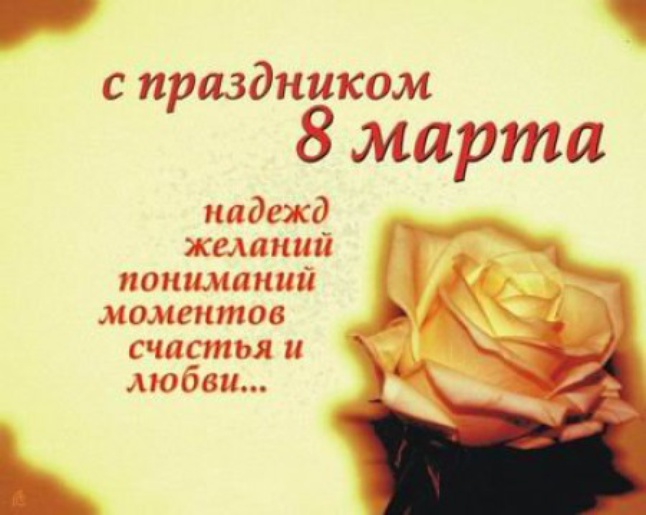 с праздником
8 марта
надежд
желаний
пониманий
моментов
счастья и
любви...